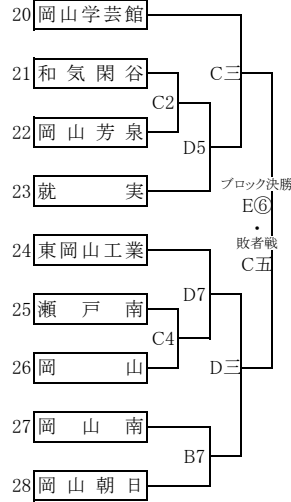 20 岡山学芸館
C三
21 和気閑谷
C2
22 岡山芳泉
D5
23 就実
ブロック決勝
E⑥
・
敗者戦
C五
24 東岡山工業
D7
25 瀬戸南
C4
26 岡山
D三
27 岡山南
B7
28 岡山朝日